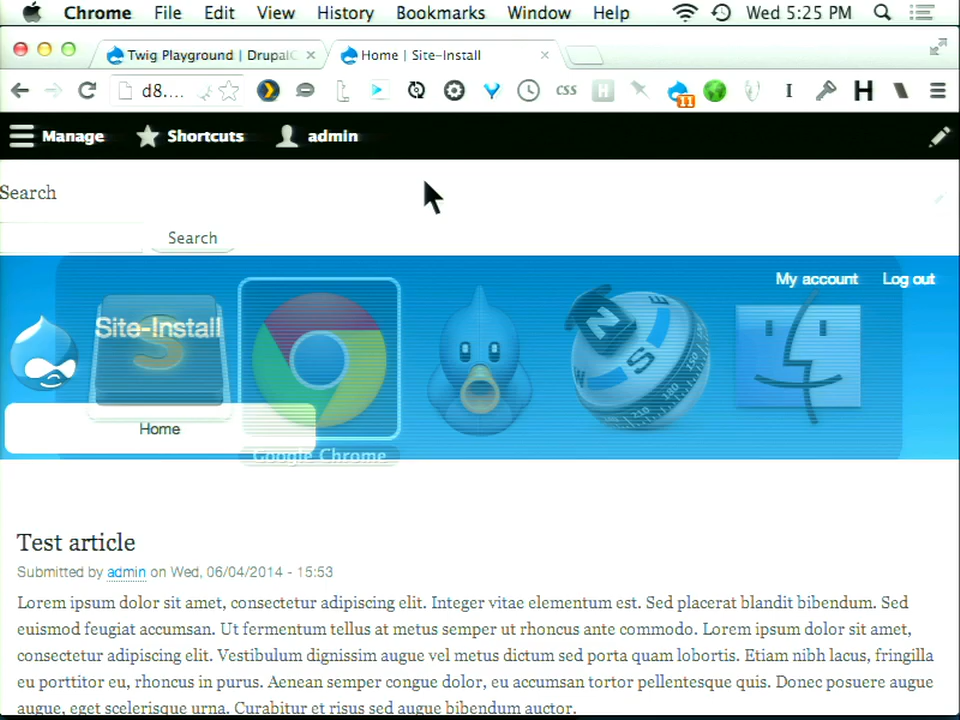 Chrome File Edit View History Bookmarks Window Help Wed 5:25 PM
Twig Playground | Drupal
Home | Site-Install
d8.... CSS H 11 I H
Manage Shortcuts admin
Search
Search
My account Log out
Site-Install
Home
Google Chrome
Test article
Submitted by admin on Wed, 06/04/2014 - 15:53
Lorem ipsum dolor sit amet, consectetur adipiscing elit. Integer vitae elementum est. Sed placerat blandit bibendum. Sed
euismod feugiat accumsan. Ut fermentum tellus at metus semper ut rhoncus ante commodo. Lorem ipsum dolor sit amet,
consectetur adipiscing elit. Vestibulum dignissim augue vel metus dictum sed porta quam lobortis. Etiam nibh lacus, fringilla
eu porttitor eu, rhoncus in purus. Aenean semper congue dolor, eu accumsan tortor pellentesque quis. Donec posuere augue
augue, eget scelerisque urna. Curabitur et risus sed augue bibendum auctor.